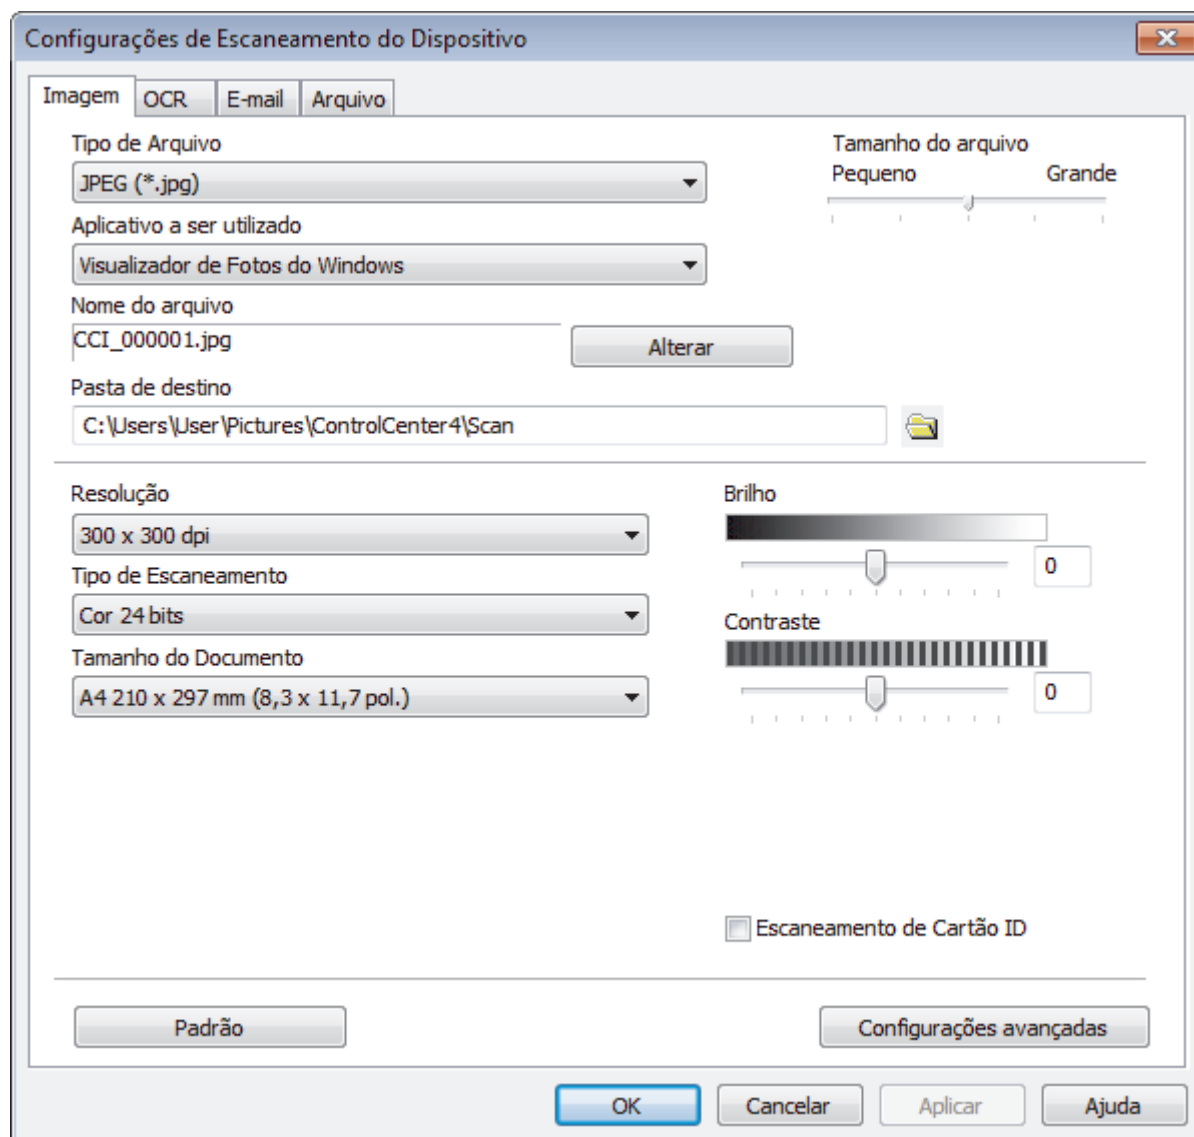 Configurações de Escaneamento do Dispositivo
Imagem OCR E-mail Arquivo
Tipo de Arquivo
JPEG (*.jpg)
Tamanho do arquivo
Pequeno Grande
Aplicativo a ser utilizado
Visualizador de Fotos do Windows
Nome do arquivo
CCI_000001.jpg
Alterar
Pasta de destino
C:\Users\User\Pictures\ControlCenter4\Scan
Resolução
300 x 300 dpi
Tipo de Escaneamento
Cor 24 bits
Tamanho do Documento
A4 210 x 297 mm (8,3 x 11,7 pol.)
Brilho
0
Contraste
0
Escaneamento de Cartão ID
Padrão
Configurações avançadas
OK Cancelar Aplicar Ajuda